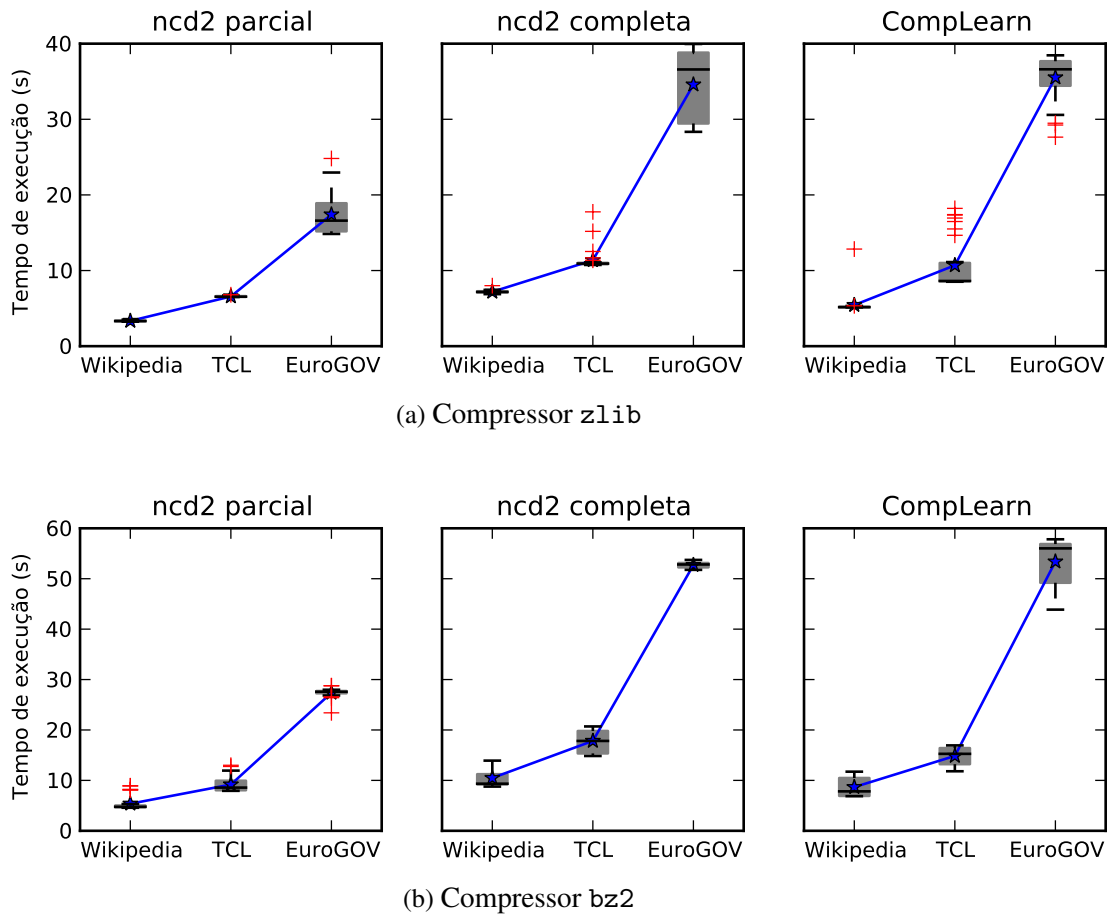 ncd2 parcial
ncd2 completa
CompLearn
Tempo de execução (s)
40
30
20
10
0
Wikipedia TCL EuroGOV
Wikipedia TCL EuroGOV
Wikipedia TCL EuroGOV
(a) Compressor zlib
ncd2 parcial
ncd2 completa
CompLearn
Tempo de execução (s)
60
50
40
30
20
10
0
Wikipedia TCL EuroGOV
Wikipedia TCL EuroGOV
Wikipedia TCL EuroGOV
(b) Compressor bz2